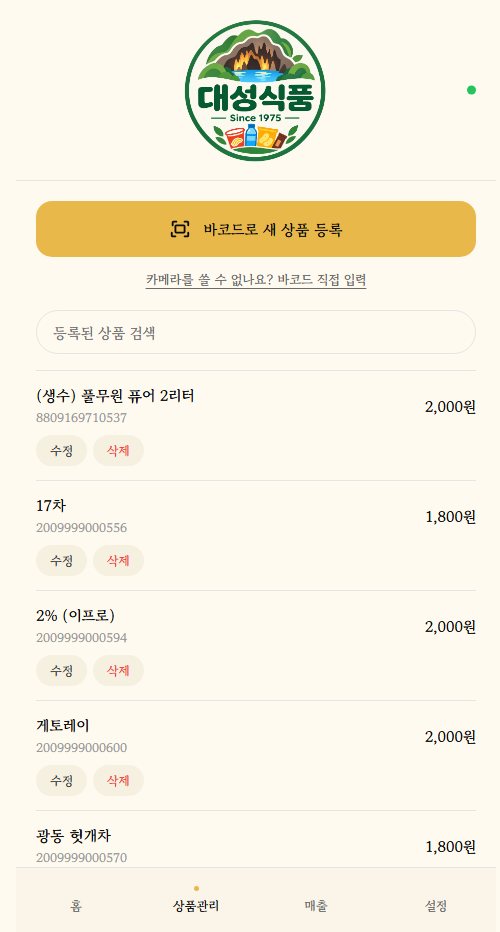 대성식품
Since 1975
바코드로 새 상품 등록
카메라를 쓸 수 없나요? 바코드 직접 입력
등록된 상품 검색
(생수) 풀무원 퓨어 2리터
2,000원
8809169710537
수정 삭제
17차
1,800원
2009999000556
수정 삭제
2% (이프로)
2,000원
2009999000594
수정 삭제
게토레이
2,000원
2009999000600
수정 삭제
광동 헛개차
1,800원
2009999000570
홈 상품관리 매출 설정